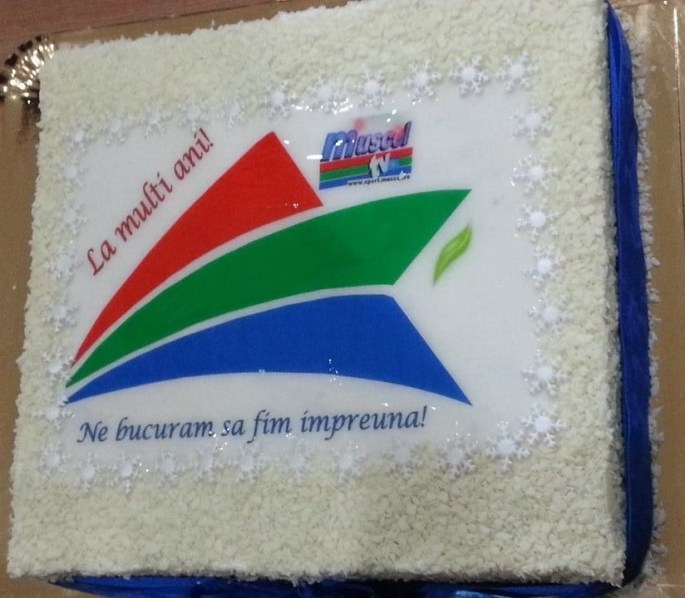 La multi ani!
muscel
Ne bucuram sa fim impreuna!